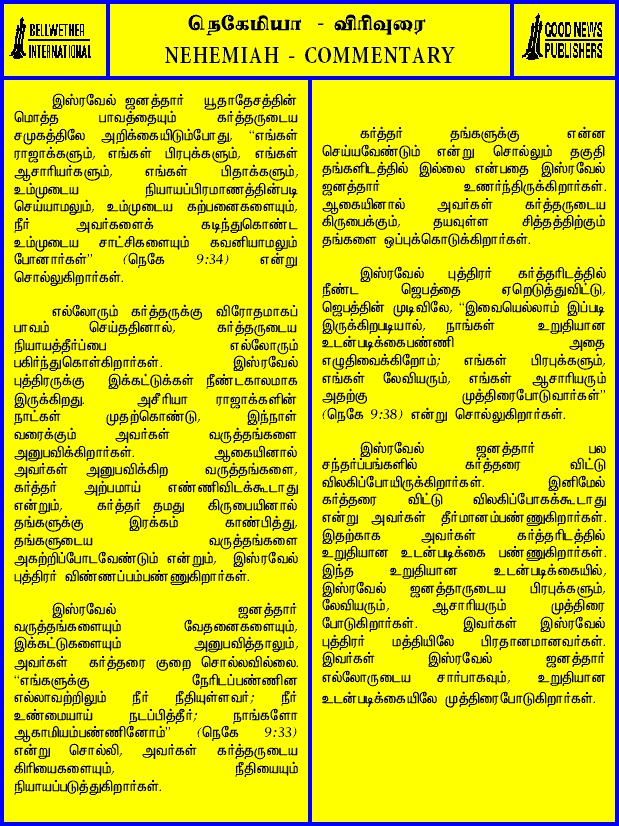 BELLWETHER
INTERNATIONAL
நெகேமியா - விரிவுரை
NEHEMIAH - COMMENTARY
GOOD NEWS
PUBLISHERS
இஸ்ரவேல் ஜனத்தார் யூதாதேசத்தின்
மொத்த பாவத்தையும் கர்த்தருடைய
சமுகத்திலே அறிக்கையிடும்போது, “எங்கள்
ராஜாக்களும், எங்கள் பிரபுக்களும், எங்கள்
ஆசாரியர்களும், எங்கள் பிதாக்களும்,
உம்முடைய நியாயப்பிரமாணத்தின்படி
செய்யாமலும், உம்முடைய கற்பனைகளையும்,
நீர் அவர்களைக் கடிந்துகொண்ட
உம்முடைய சாட்சிகளையும் கவனியாமலும்
போனார்கள்” (நெகே 9:34) என்று
சொல்லுகிறார்கள்.
எல்லோரும் கர்த்தருக்கு விரோதமாகப்
பாவம் செய்ததினால், கர்த்தருடைய
நியாயத்தீர்ப்பை எல்லோரும்
பகிர்ந்துகொள்கிறார்கள். இஸ்ரவேல்
புத்திரருக்கு இக்கட்டுக்கள் நீண்டகாலமாக
இருக்கிறது. அசீரியா ராஜாக்களின்
நாட்கள் முதற்கொண்டு, இந்நாள்
வரைக்கும் அவர்கள் வருத்தங்களை
அனுபவிக்கிறார்கள். ஆகையினால்
அவர்கள் அனுபவிக்கிற வருத்தங்களை,
கர்த்தர் அற்பமாய் எண்ணிவிடக்கூடாது
என்றும், கர்த்தர் தமது கிருபையினால்
தங்களுக்கு இரக்கம் காண்பித்து,
தங்களுடைய வருத்தங்களை
அகற்றிப்போடவேண்டும் என்றும், இஸ்ரவேல்
புத்திரர் விண்ணப்பம்பண்ணுகிறார்கள்.
இஸ்ரவேல் ஜனத்தார்
வருத்தங்களையும் வேதனைகளையும்,
இக்கட்டுகளையும் அனுபவித்தாலும்,
அவர்கள் கர்த்தரை குறை சொல்லவில்லை.
“எங்களுக்கு நேரிடப்பண்ணின
எல்லாவற்றிலும் நீர் நீதியுள்ளவர்; நீர்
உண்மையாய் நடப்பித்தீர்; நாங்களோ
ஆகாமியம்பண்ணினோம்” (நெகே 9:33)
என்று சொல்லி, அவர்கள் கர்த்தருடைய
கிரியைகளையும், நீதியையும்
நியாயப்படுத்துகிறார்கள்.
கர்த்தர் தங்களுக்கு என்ன
செய்யவேண்டும் என்று சொல்லும் தகுதி
தங்களிடத்தில் இல்லை என்பதை இஸ்ரவேல்
ஜனத்தார் உணர்ந்திருக்கிறார்கள்.
ஆகையினால் அவர்கள் கர்த்தருடைய
கிருபைக்கும், தயவுள்ள சித்தத்திற்கும்
தங்களை ஒப்புக்கொடுக்கிறார்கள்.
இஸ்ரவேல் புத்திரர் கர்த்தரிடத்தில்
நீண்ட ஜெபத்தை ஏறெடுத்துவிட்டு,
ஜெபத்தின் முடிவிலே, “இவையெல்லாம் இப்படி
இருக்கிறபடியால், நாங்கள் உறுதியான
உடன்படிக்கைபண்ணி அதை
எழுதிவைக்கிறோம்; எங்கள் பிரபுக்களும்,
எங்கள் லேவியரும், எங்கள் ஆசாரியரும்
அதற்கு முத்திரைபோடுவார்கள்”
(நெகே 9:38) என்று சொல்லுகிறார்கள்.
இஸ்ரவேல் ஜனத்தார் பல
சந்தர்ப்பங்களில் கர்த்தரை விட்டு
விலகிப்போயிருக்கிறார்கள். இனிமேல்
கர்த்தரை விட்டு விலகிப்போகக்கூடாது
என்று அவர்கள் தீர்மானம்பண்ணுகிறார்கள்.
இதற்காக அவர்கள் கர்த்தரிடத்தில்
உறுதியான உடன்படிக்கை பண்ணுகிறார்கள்.
இந்த உறுதியான உடன்படிக்கையில்,
இஸ்ரவேல் ஜனத்தாருடைய பிரபுக்களும்,
லேவியரும், ஆசாரியரும் முத்திரை
போடுகிறார்கள். இவர்கள் இஸ்ரவேல்
புத்திரர் மத்தியிலே பிரதானமானவர்கள்.
இவர்கள் இஸ்ரவேல் ஜனத்தார்
எல்லோருடைய சார்பாகவும், உறுதியான
உடன்படிக்கையிலே முத்திரைபோடுகிறார்கள்.